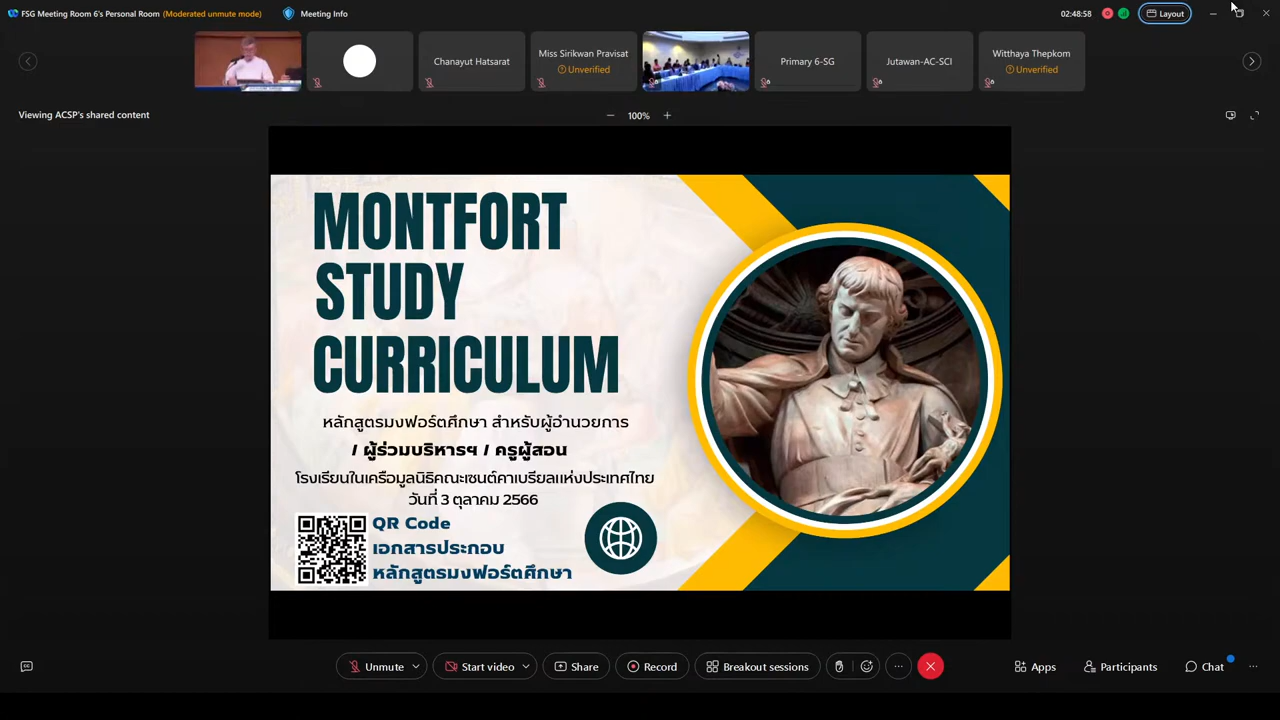 FSG Meeting Room 6's Personal Room (Moderated unmute mode)
Meeting Info
02:48:58
Layout
Chanayut Hatsarat
Miss Sirikwan Pravisat
Unverified
Primary 6-SG
Jutawan-AC-SCI
Witthaya Thepkom
Unverified
Viewing ACSP's shared content
100%
MONTFORT
STUDY
CURRICULUM
หลักสูตรมงฟอร์ตศึกษา สำหรับผู้อำนวยการ
/ ผู้ร่วมบริหารฯ / ครูผู้สอน
โรงเรียนในเครือมูลนิธิคณะเซนต์คาเบรียลแห่งประเทศไทย
วันที่ 3 ตุลาคม 2566
QR Code
เอกสารประกอบ
หลักสูตรมงฟอร์ตศึกษา
Unmute
Start video
Share
Record
Breakout sessions
Apps
Participants
Chat